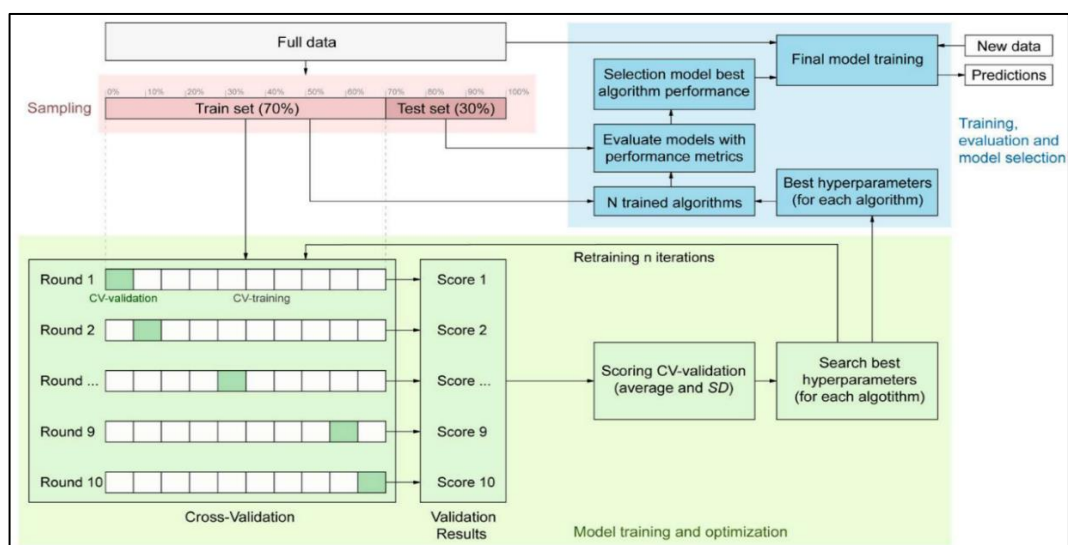 Full data
Sampling
0% 10% 20% 30% 40% 50% 60% 70% 80% 90% 100%
Train set (70%) Test set (30%)
Final model training
New data
Predictions
Selection model best
algorithm performance
Evaluate models with
performance metrics
N trained algorithms
Best hyperparameters
(for each algorithm)
Training,
evaluation and
model selection
Retraining n iterations
Round 1
CV-validation CV-training
Score 1
Round 2
Score 2
Round ...
Score ...
Round 9
Score 9
Round 10
Score 10
Cross-Validation
Validation
Results
Scoring CV-validation
(average and SD)
Search best
hyperparameters
(for each algotithm)
Model training and optimization